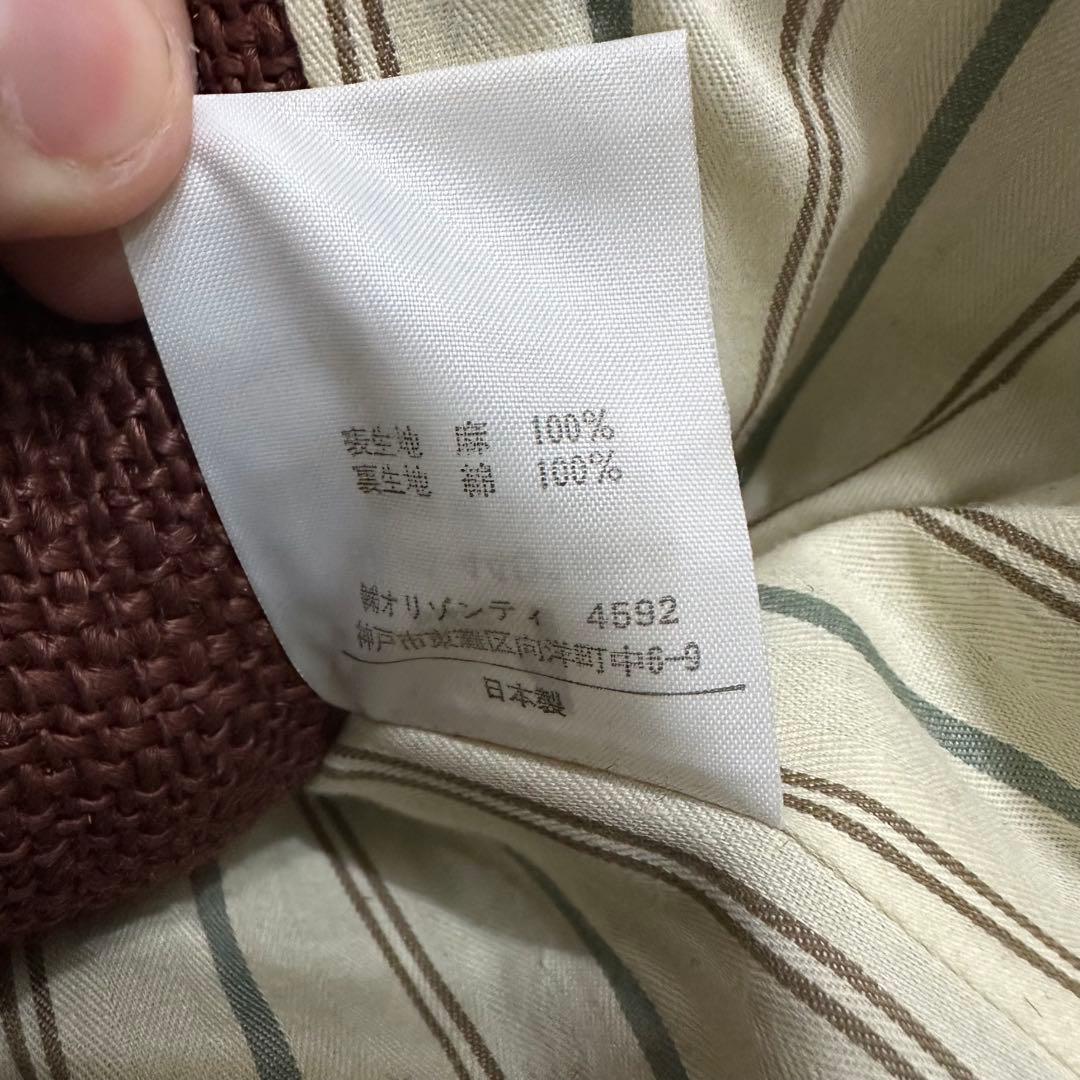 表生地 麻 100%
裏生地 綿 100%
㈱オリゾンティ 4592
神戸市東灘区向洋町中6-9
日本製